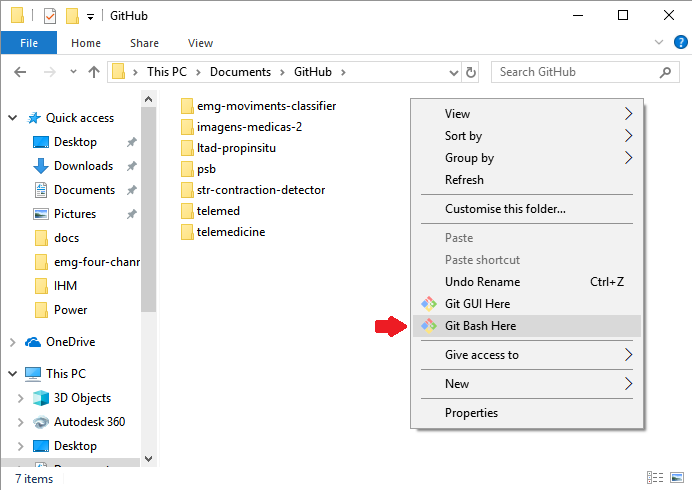 GitHub
File
Home
Share
View
This PC
Documents
GitHub
Search GitHub
Quick access
Desktop
Downloads
Documents
Pictures
docs
emg-four-chann
IHM
Power
OneDrive
This PC
3D Objects
Autodesk 360
Desktop
emg-moviments-classifier
imagens-medicas-2
ltad-propinsitu
psb
str-contraction-detector
telemed
telemedicine
View
Sort by
Group by
Refresh
Customise this folder...
Paste
Paste shortcut
Undo Rename Ctrl+Z
Git GUI Here
Git Bash Here
Give access to
New
Properties
7 items